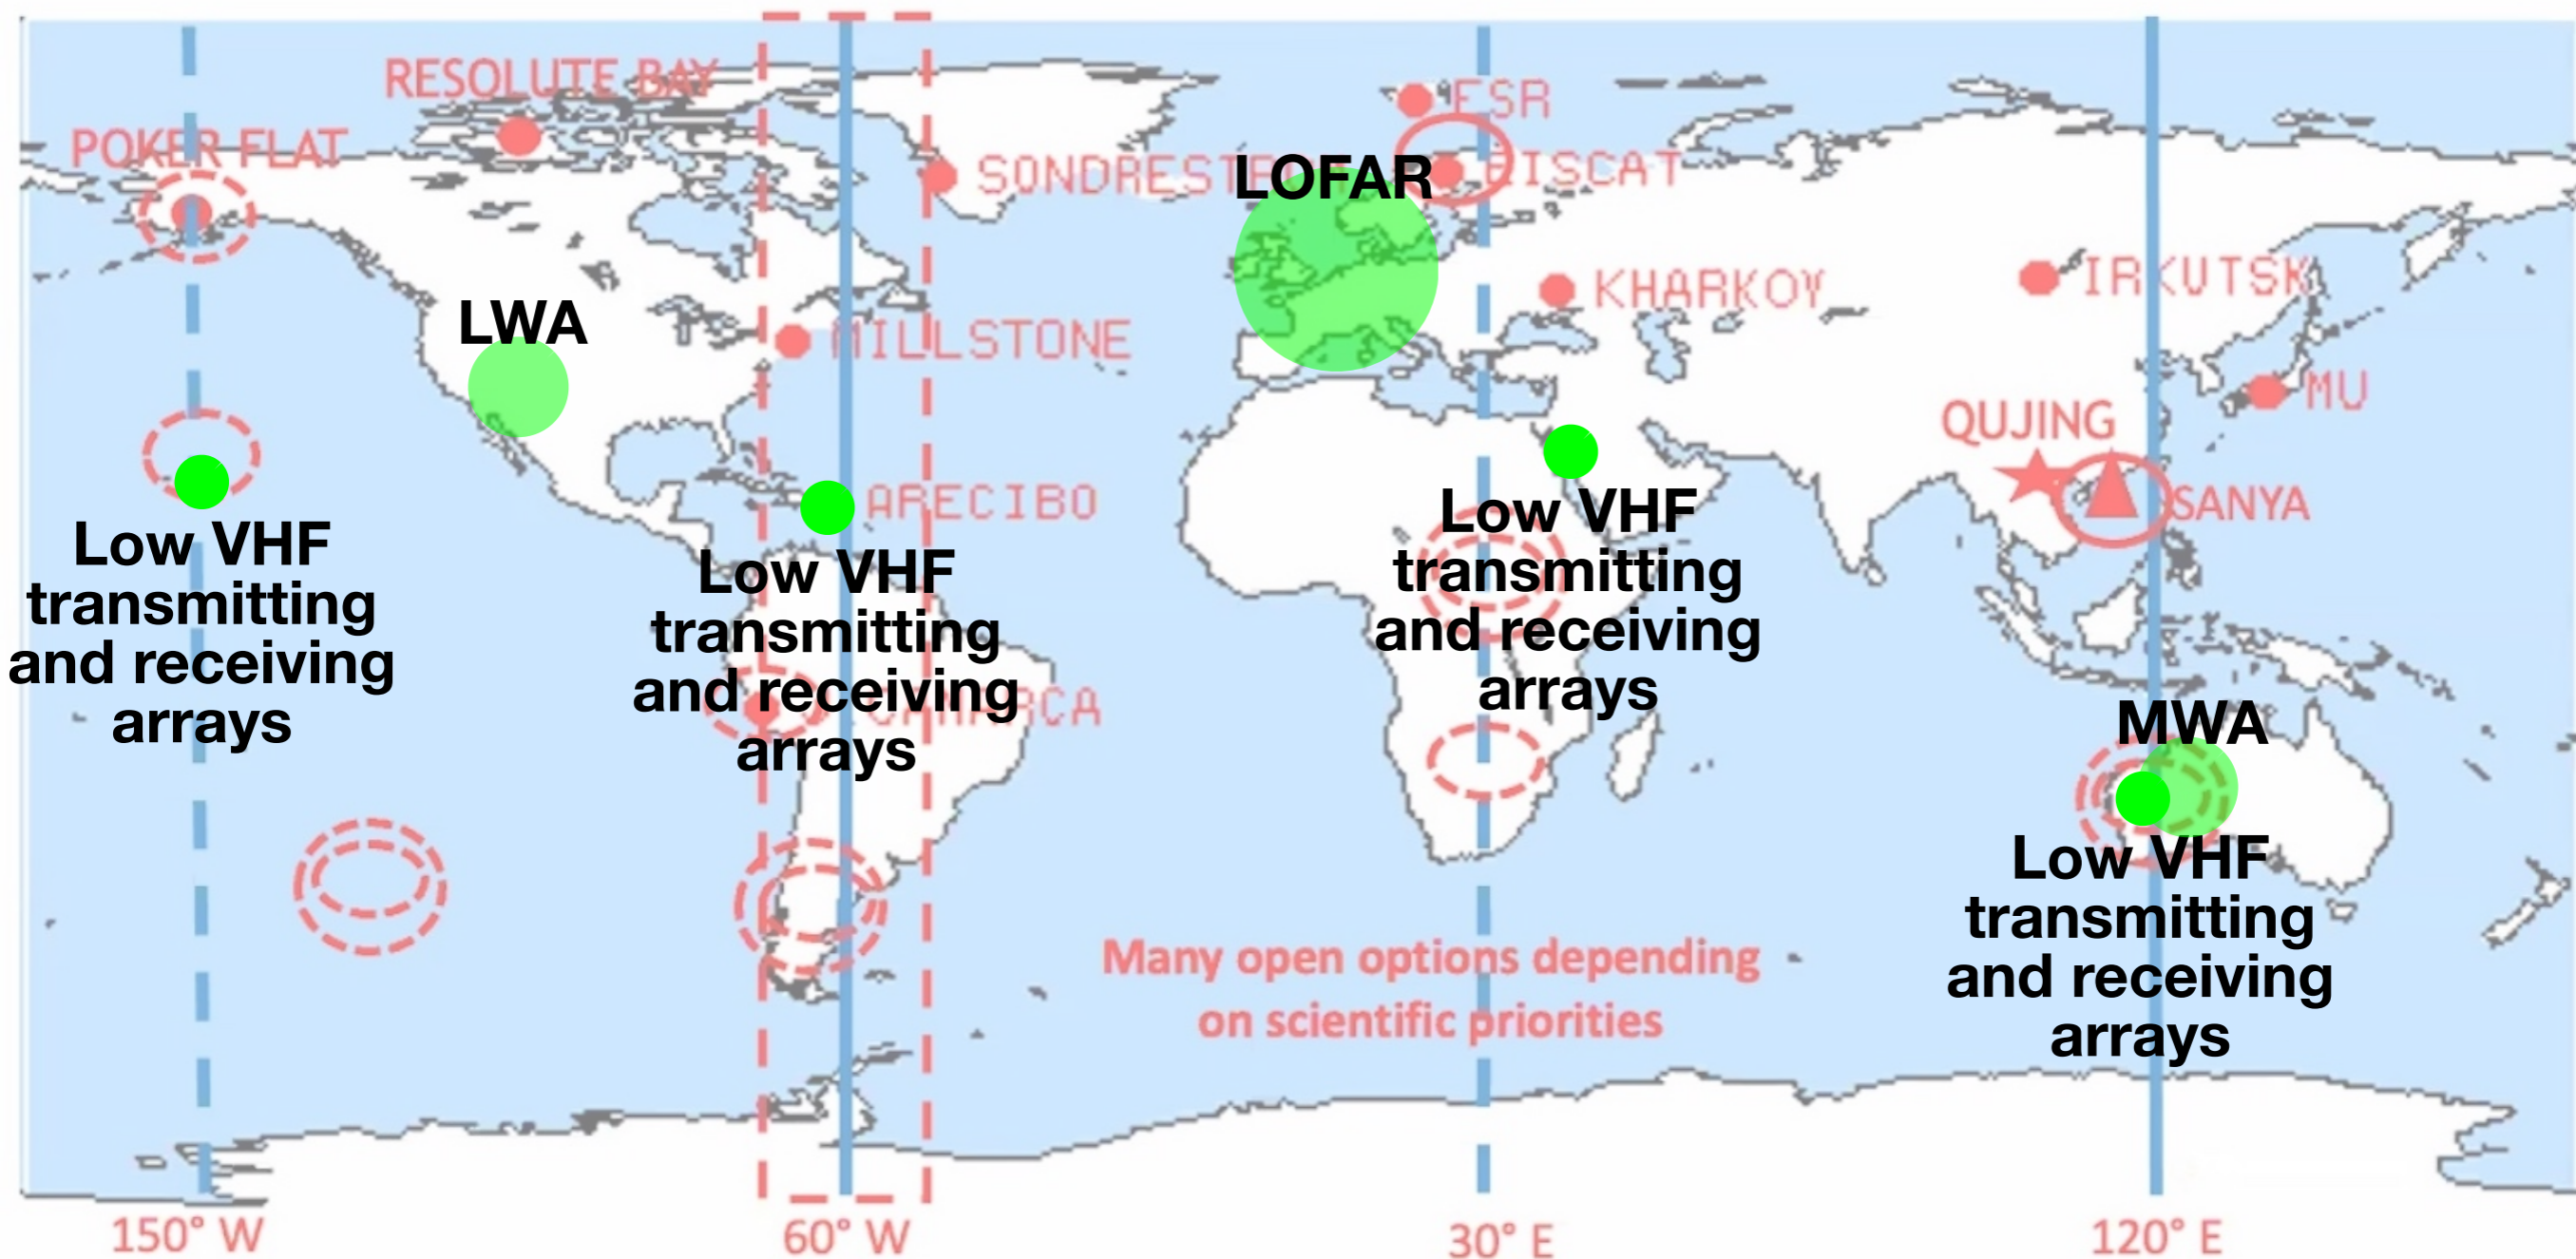 RESOLUTE BAY
ESR
POKER FLAT
LOFAR
EISCAT
LWA
KHARKOY
IRKUTSK
MILLSTONE
MU
QUJING
ARECIBO
SANYA
Low VHF
transmitting
and receiving
arrays
Low VHF
transmitting
and receiving
arrays
Low VHF
transmitting
and receiving
arrays
MWA
Low VHF
transmitting
and receiving
arrays
Many open options depending
on scientific priorities
150° W
60° W
30° E
120° E